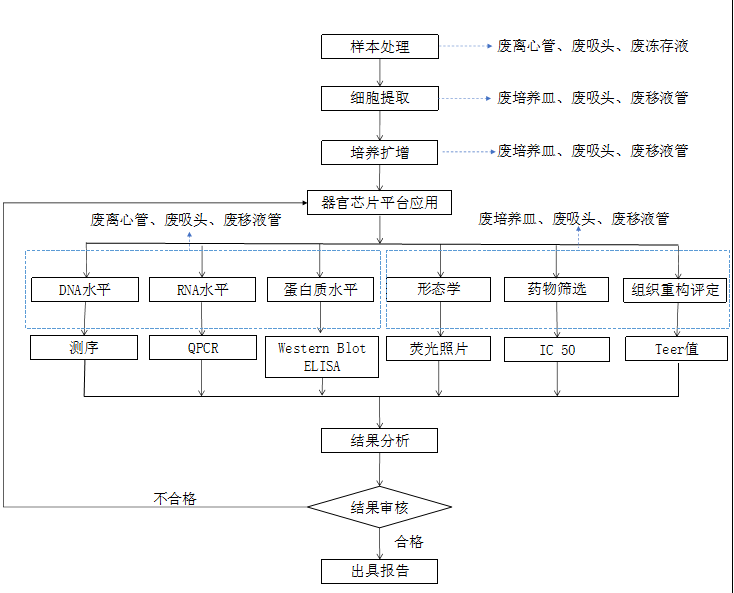 样本处理
废离心管、废吸头、废冻存液
细胞提取
废培养皿、废吸头、废移液管
培养扩增
废培养皿、废吸头、废移液管
器官芯片平台应用
废离心管、废吸头、废移液管
废培养皿、废吸头、废移液管
DNA水平
RNA水平
蛋白质水平
形态学
药物筛选
组织重构评定
测序
QPCR
Western Blot
ELISA
荧光照片
IC 50
Teer值
结果分析
不合格
结果审核
合格
出具报告